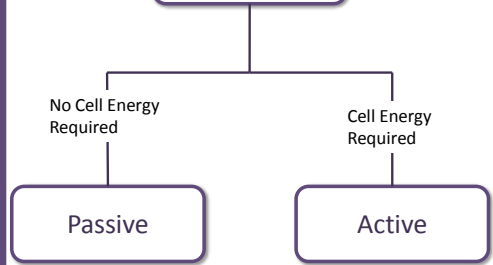 No Cell Energy
Required
Cell Energy
Required
Passive
Active